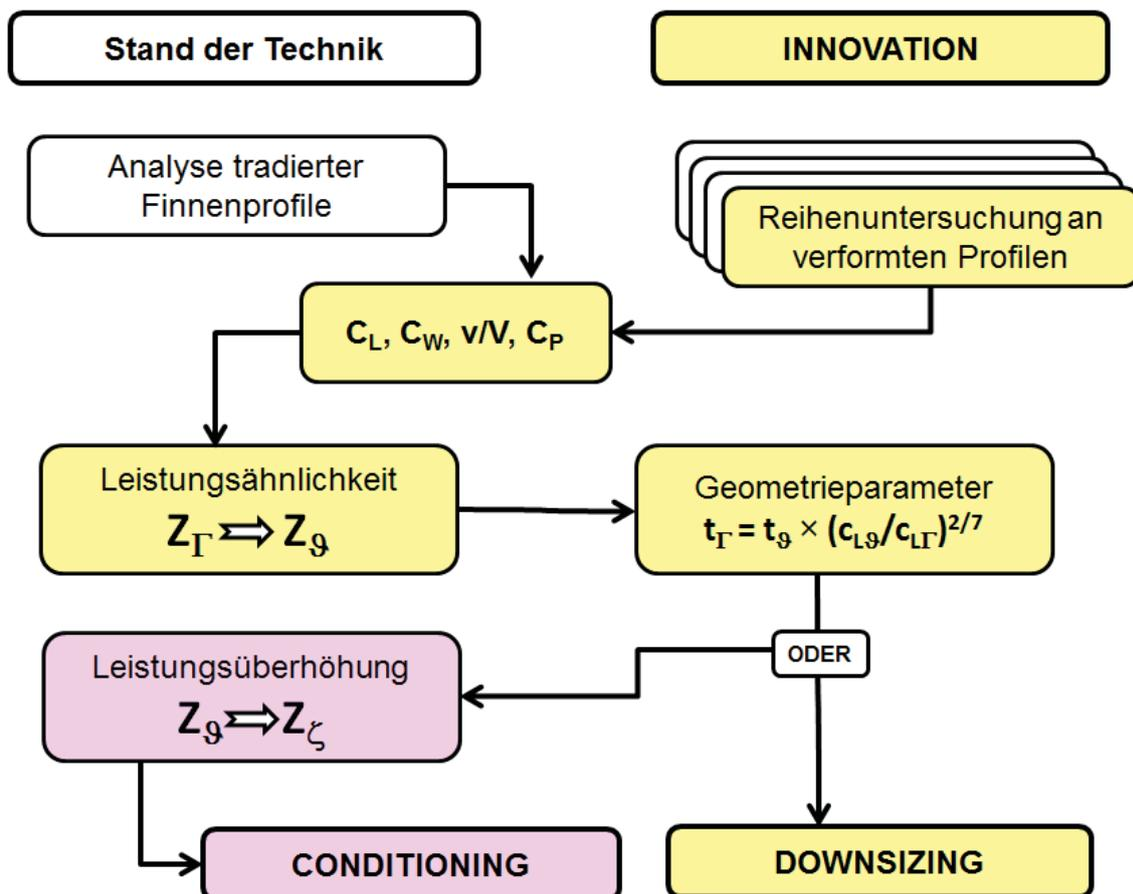 Stand der Technik
INNOVATION
Analyse tradierter
Finnenprofile
Reihenuntersuchung an
verformten Profilen
C_L, C_W, v/V, C_P
Leistungsähnlichkeit
Z_Γ ⇒ Z_ϑ
Geometrieparameter
t_Γ = t_ϑ × (c_Lϑ/c_LΓ)^2/7
ODER
Leistungsüberhöhung
Z_ϑ ⇒ Z_ζ
CONDITIONING
DOWNSIZING